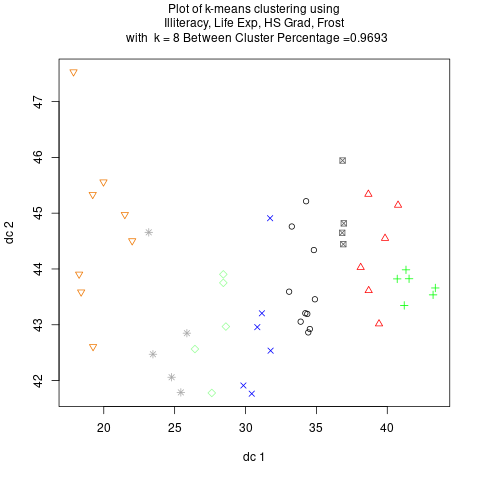 Plot of k-means clustering using
Illiteracy, Life Exp, HS Grad, Frost
with k = 8 Between Cluster Percentage =0.9693
47
46
45
44
43
42
dc 2
20 25 30 35 40
dc 1